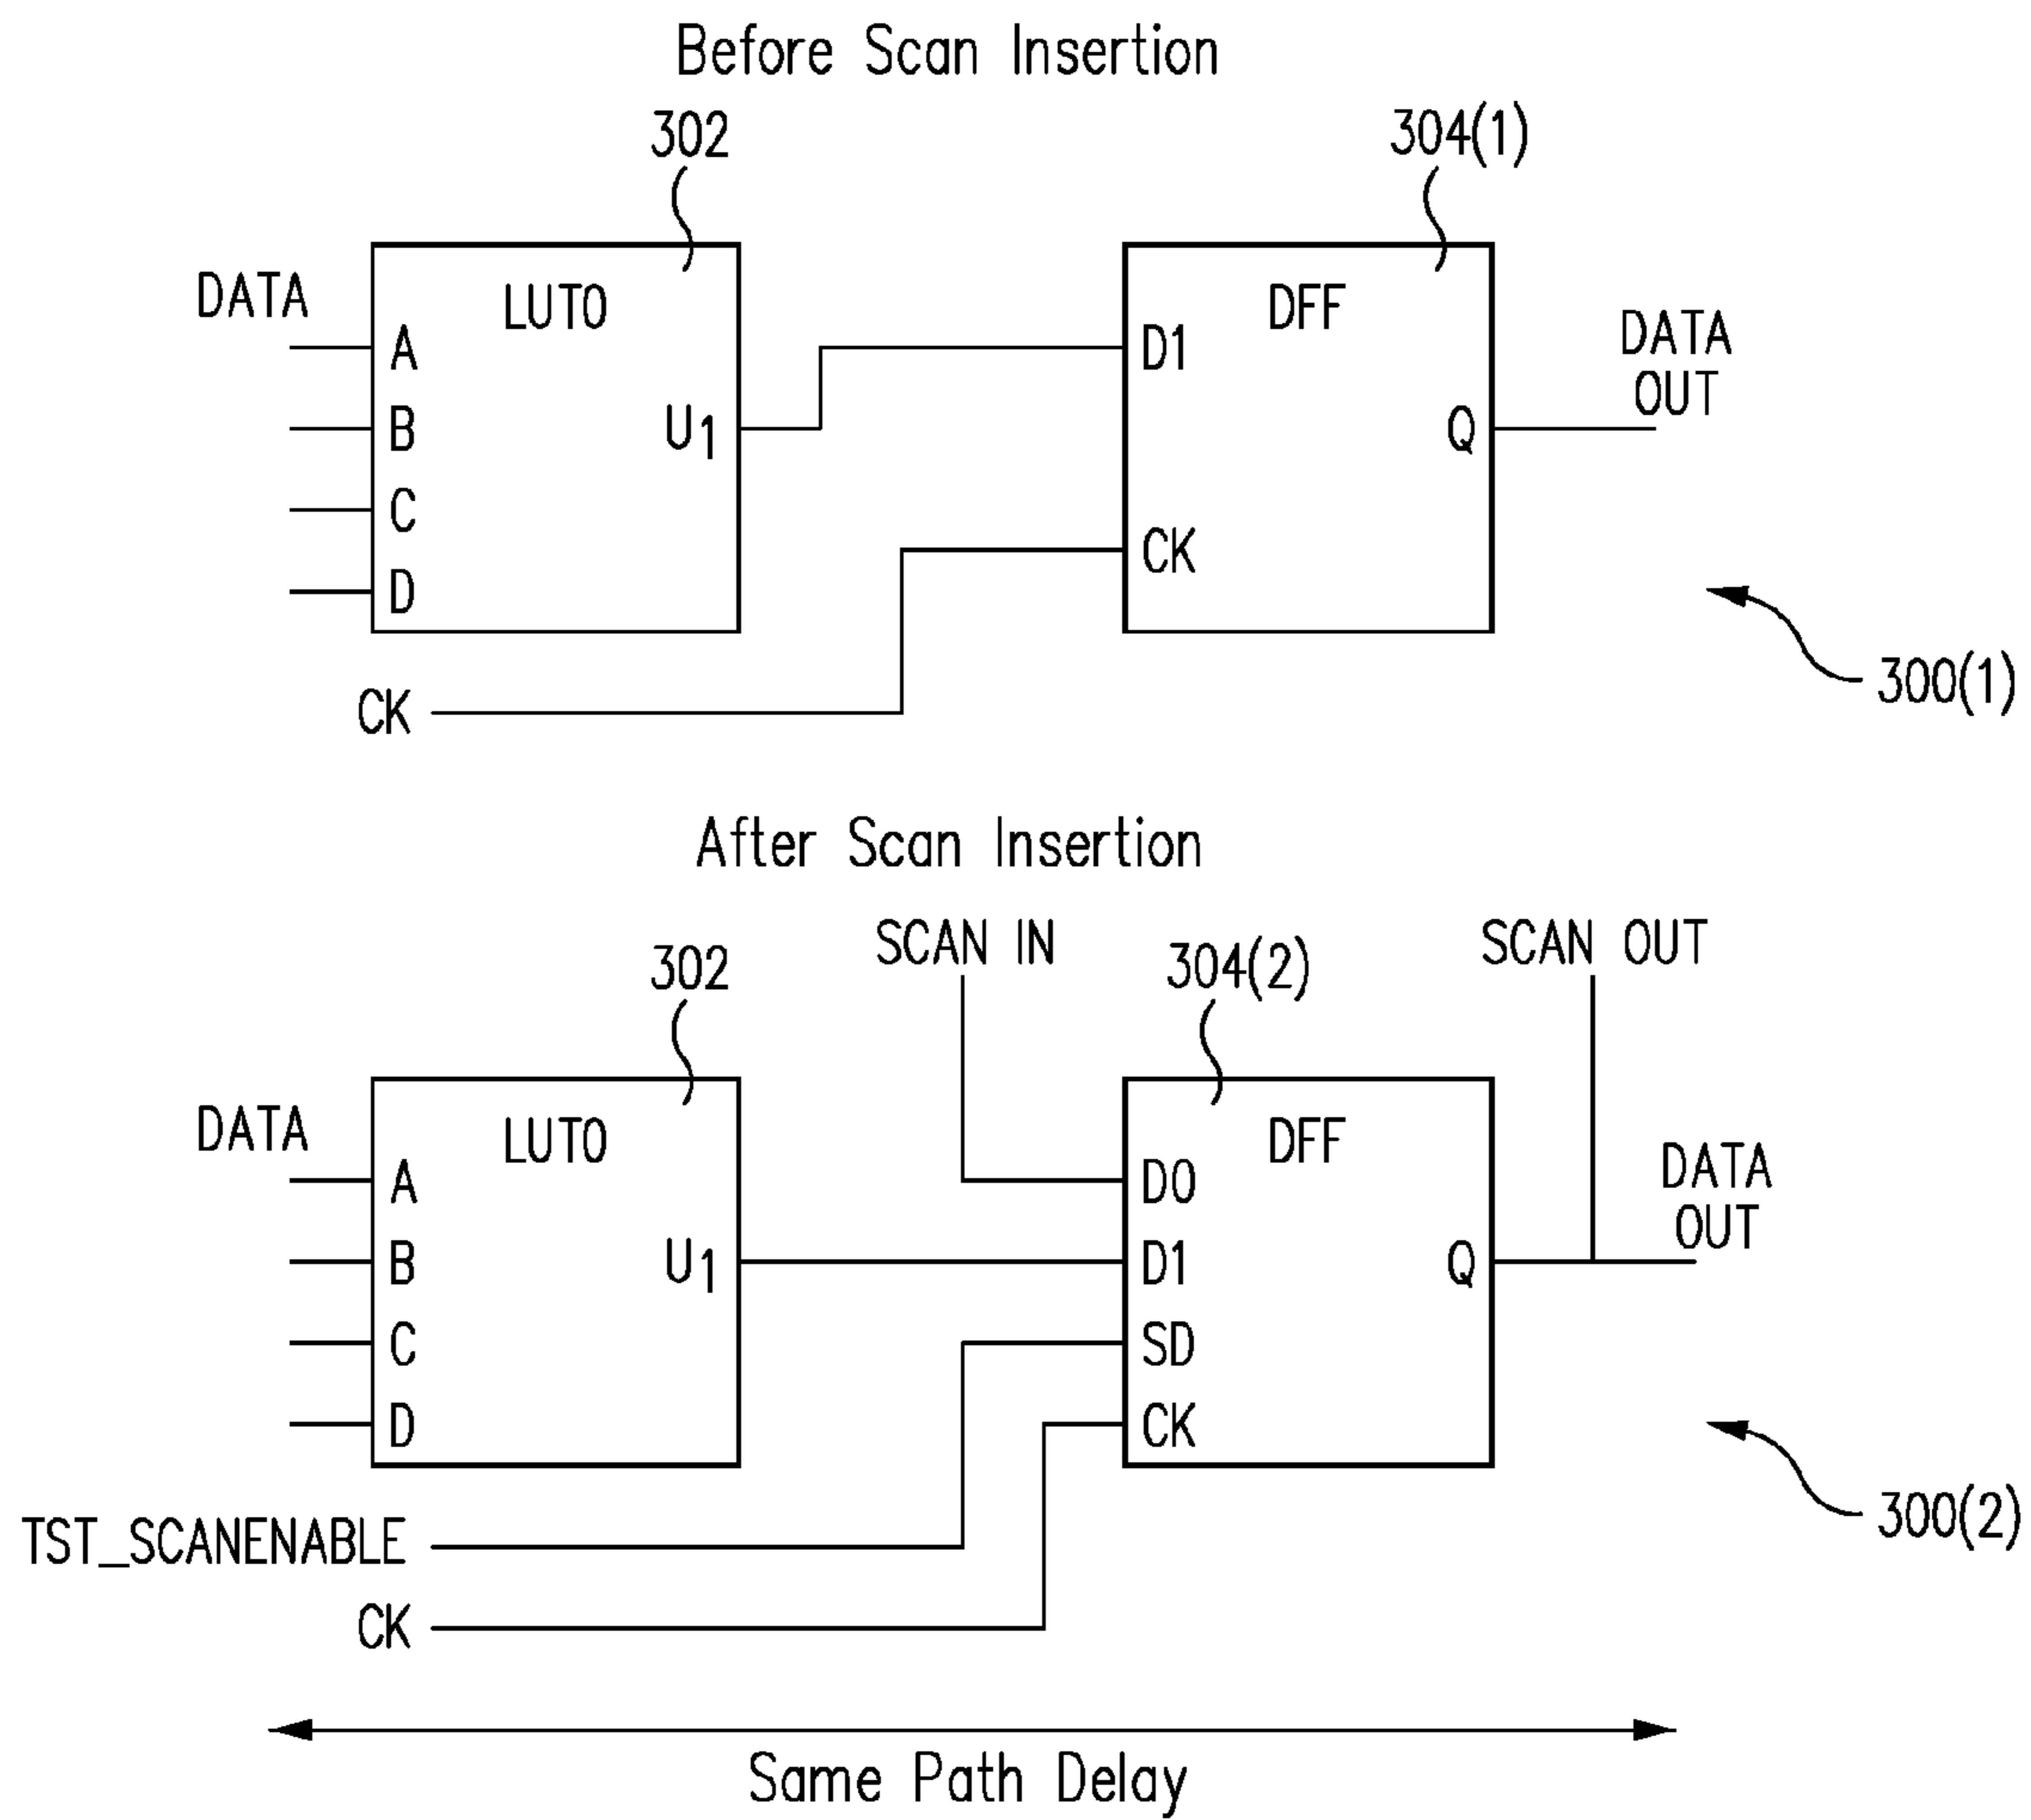 Before Scan Insertion
302
304(1)
DATA
LUT0
DFF
A
B
C
D
U1
D1
CK
Q
DATA
OUT
CK
300(1)
After Scan Insertion
SCAN IN
SCAN OUT
302
304(2)
DATA
LUT0
DFF
A
B
C
D
U1
D0
D1
SD
CK
Q
DATA
OUT
TST_SCANENABLE
CK
300(2)
Same Path Delay